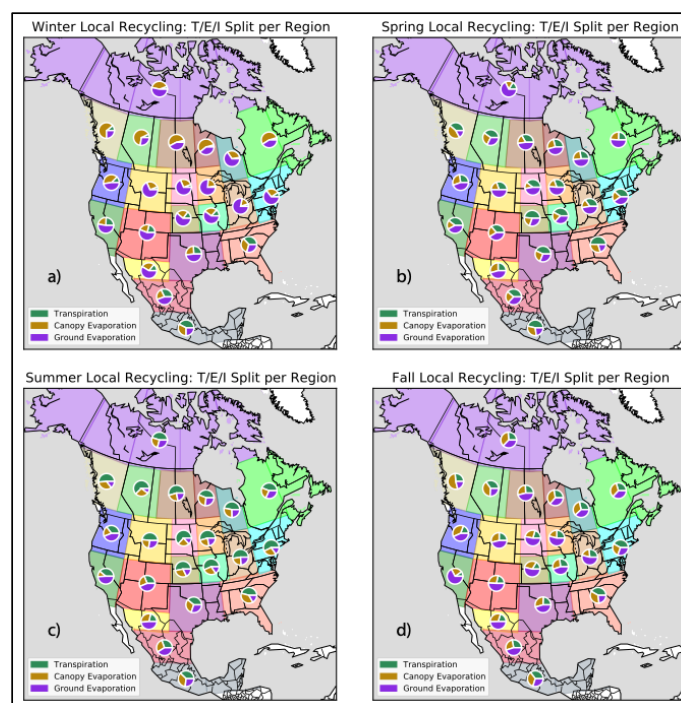 Winter Local Recycling: T/E/I Split per Region
Spring Local Recycling: T/E/I Split per Region
a)
Transpiration
Canopy Evaporation
Ground Evaporation
b)
Transpiration
Canopy Evaporation
Ground Evaporation
Summer Local Recycling: T/E/I Split per Region
Fall Local Recycling: T/E/I Split per Region
c)
Transpiration
Canopy Evaporation
Ground Evaporation
d)
Transpiration
Canopy Evaporation
Ground Evaporation